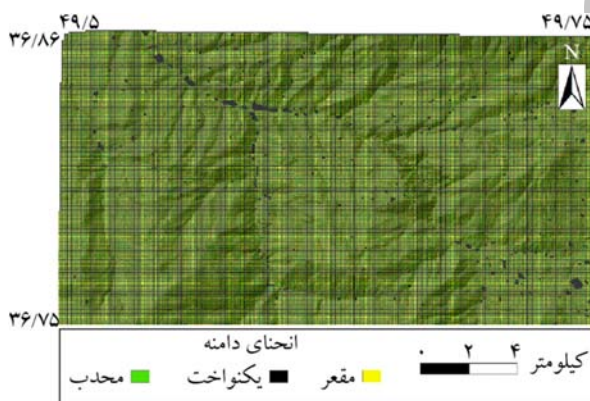 ۴۹/۵
۴۹/۷۵
۳۶/۸۶
N
۳۶/۷۵
انحنای دامنه
کیلومتر
۴ ۲ ۰
مقعر
یکنواخت
محدب